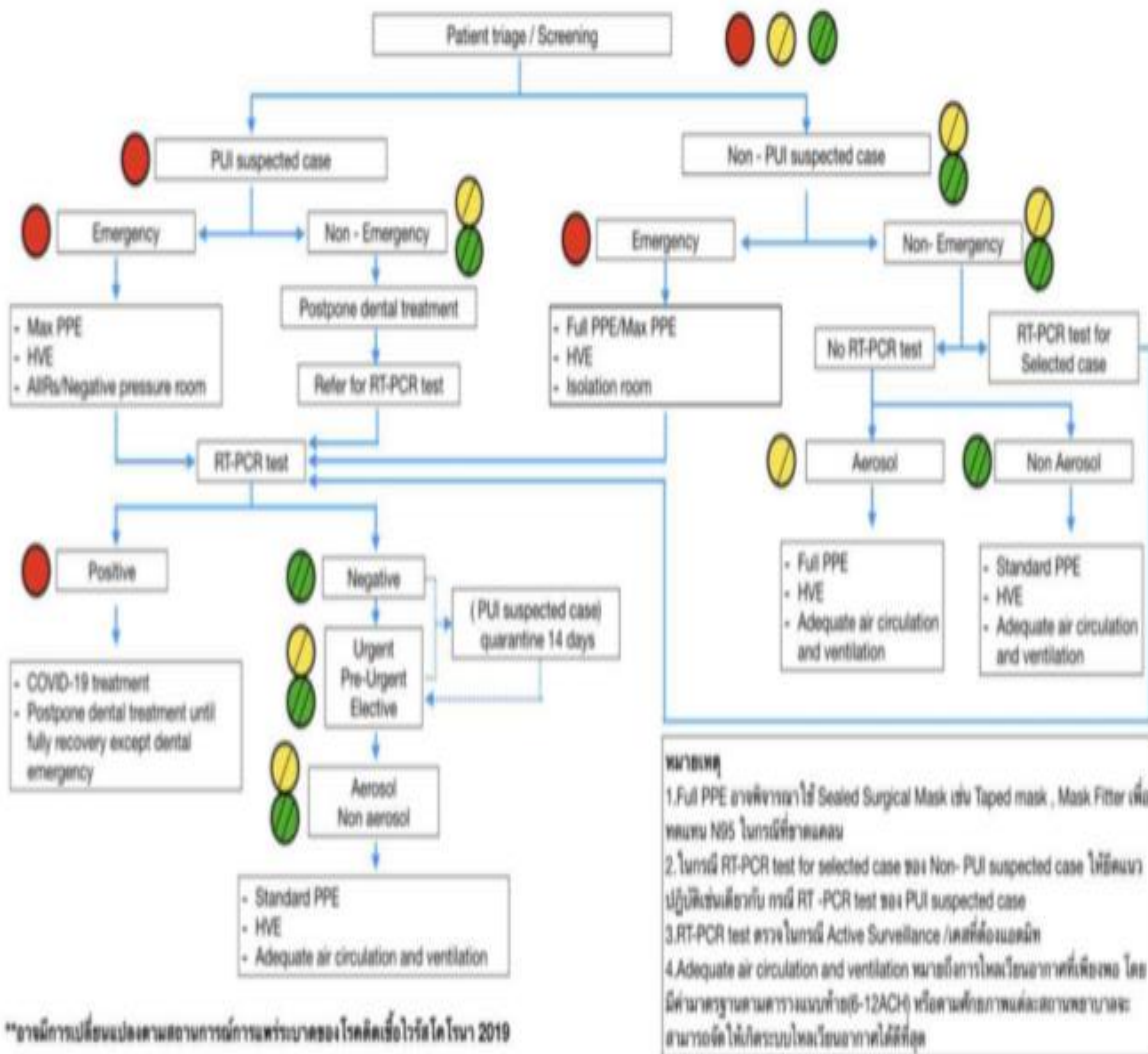 Patient triage / Screening
PUI suspected case
Non - PUI suspected case
Emergency
Non - Emergency
Emergency
Non- Emergency
- Max PPE
- HVE
- AIIRs/Negative pressure room
Postpone dental treatment
Refer for RT-PCR test
- Full PPE/Max PPE
- HVE
- Isolation room
No RT-PCR test
RT-PCR test for
Selected case
RT-PCR test
Aerosol
Non Aerosol
Positive
Negative
- Full PPE
- HVE
- Adequate air circulation
and ventilation
- Standard PPE
- HVE
- Adequate air circulation
and ventilation
( PUI suspected case)
quarantine 14 days
Urgent
Pre-Urgent
Elective
- COVID-19 treatment
- Postpone dental treatment until
fully recovery except dental
emergency
Aerosol
Non aerosol
- Standard PPE
- HVE
- Adequate air circulation and ventilation
หมายเหตุ
1.Full PPE อาจพิจารณาใช้ Sealed Surgical Mask เช่น Taped mask , Mask Fitter เพื่อ
ทดแทน N95 ในกรณีที่ขาดแคลน
2.ในกรณี RT-PCR test for selected case ของ Non- PUI suspected case ให้ยึดแนว
ปฏิบัติเช่นเดียวกับ กรณี RT -PCR test ของ PUI suspected case
3.RT-PCR test ตรวจในกรณี Active Surveillance /เคสที่ต้องแอดมิท
4.Adequate air circulation and ventilation หมายถึงการไหลเวียนอากาศที่เพียงพอ โดย
มีค่ามาตรฐานตามตารางแนบท้าย(6-12ACH) หรือตามศักยภาพแต่ละสถานพยาบาลจะ
สามารถจัดให้เกิดระบบไหลเวียนอากาศได้ดีที่สุด
**อาจมีการเปลี่ยนแปลงตามสถานการณ์การแพร่ระบาดของโรคติดเชื้อไวรัสโคโรนา 2019